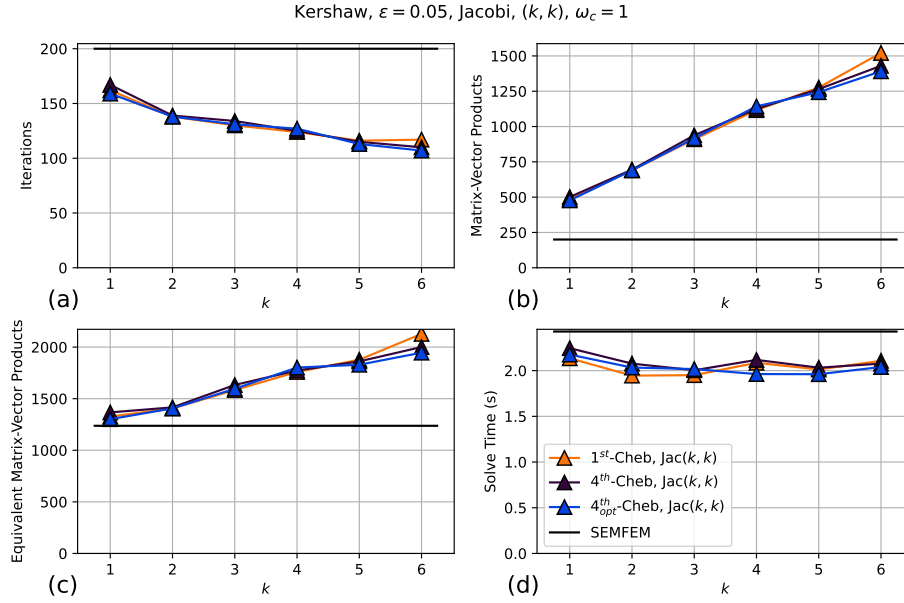 Kershaw, ε = 0.05, Jacobi, (k, k), ω_c = 1
200
150
100
50
0
Iterations
1 2 3 4 5 6
k
(a)
1500
1250
1000
750
500
250
0
Matrix-Vector Products
1 2 3 4 5 6
k
(b)
2000
1500
1000
500
0
Equivalent Matrix-Vector Products
1 2 3 4 5 6
k
(c)
2.0
1.5
1.0
0.5
0.0
Solve Time (s)
1^{st}-Cheb, Jac(k, k)
4^{th}-Cheb, Jac(k, k)
4^{th}_{opt}-Cheb, Jac(k, k)
SEMFEM
1 2 3 4 5 6
k
(d)